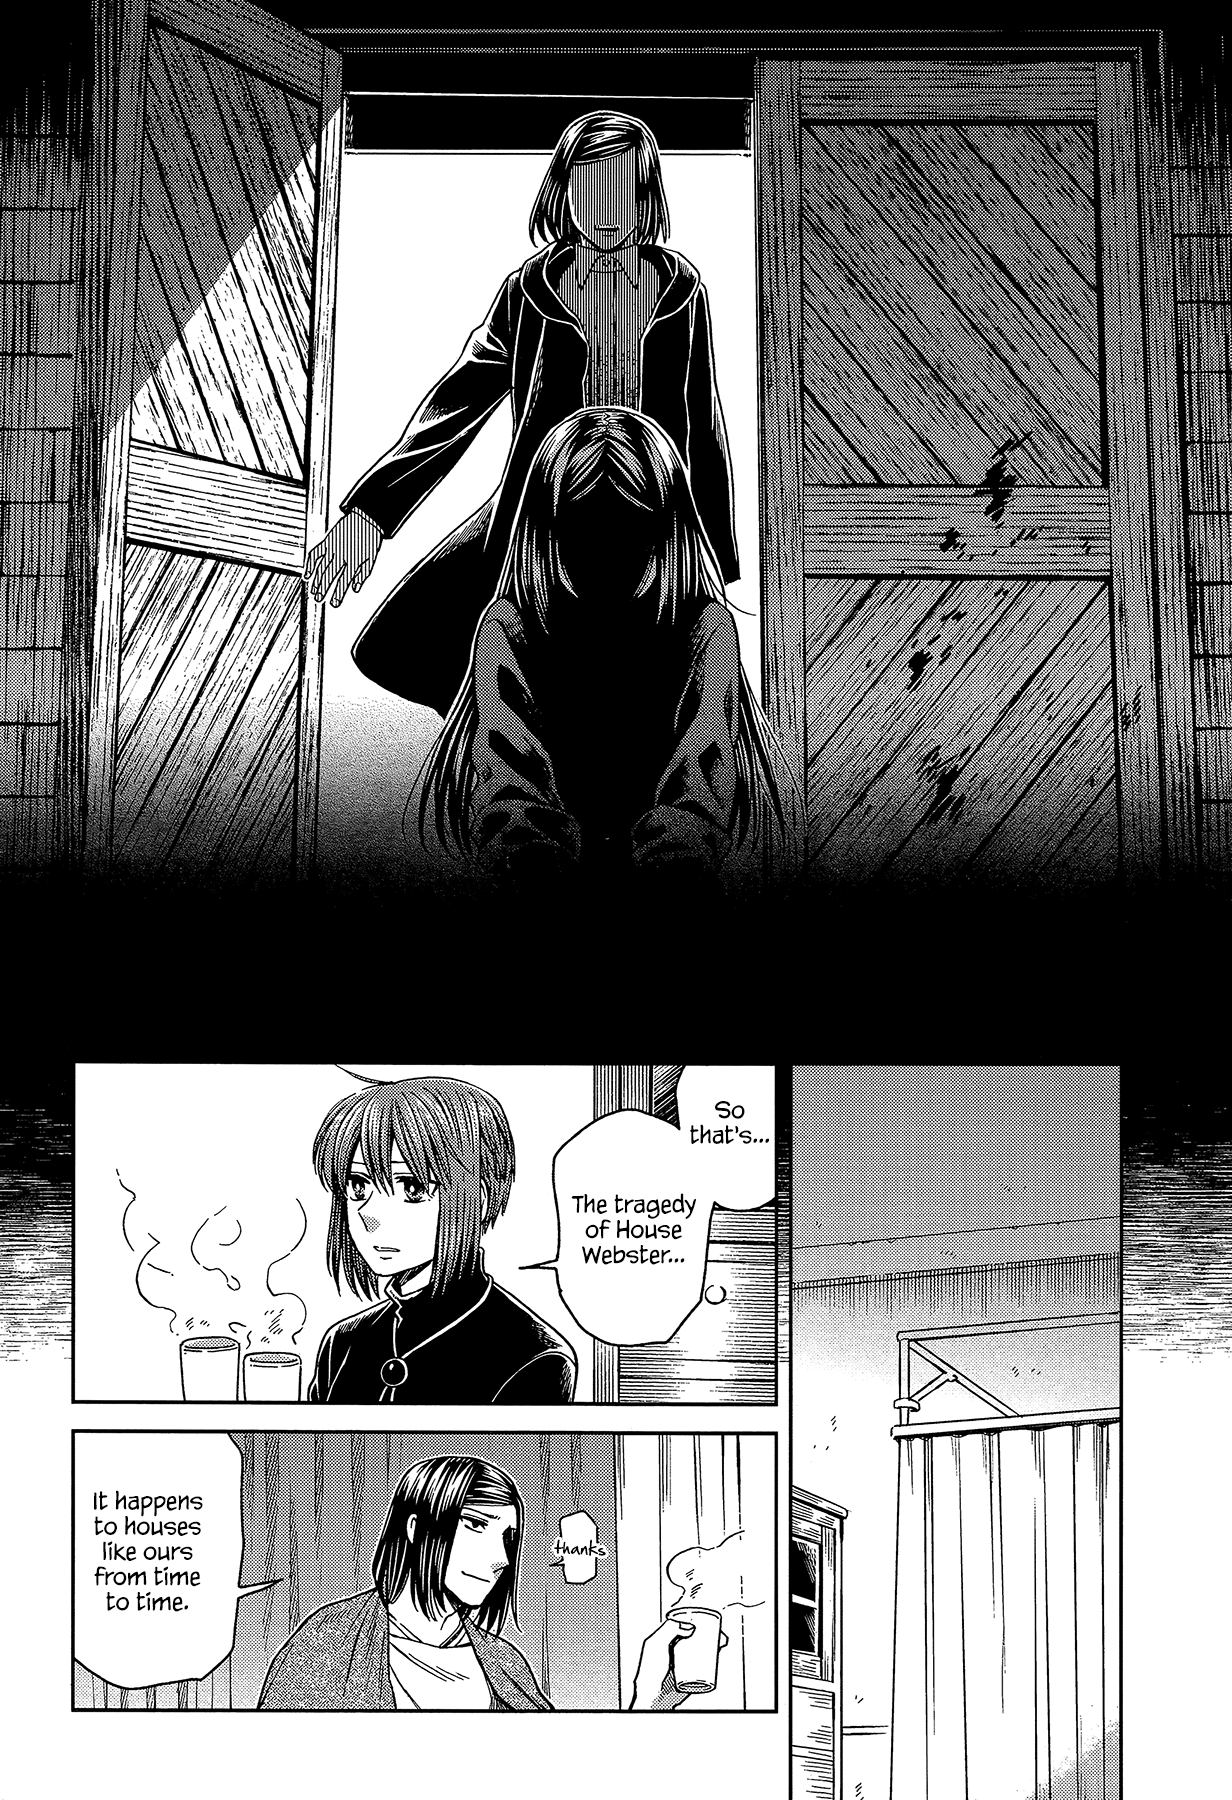 So
that's...
The tragedy
of House
Webster...
thanks
It happens
to houses
like ours
from time
to time.